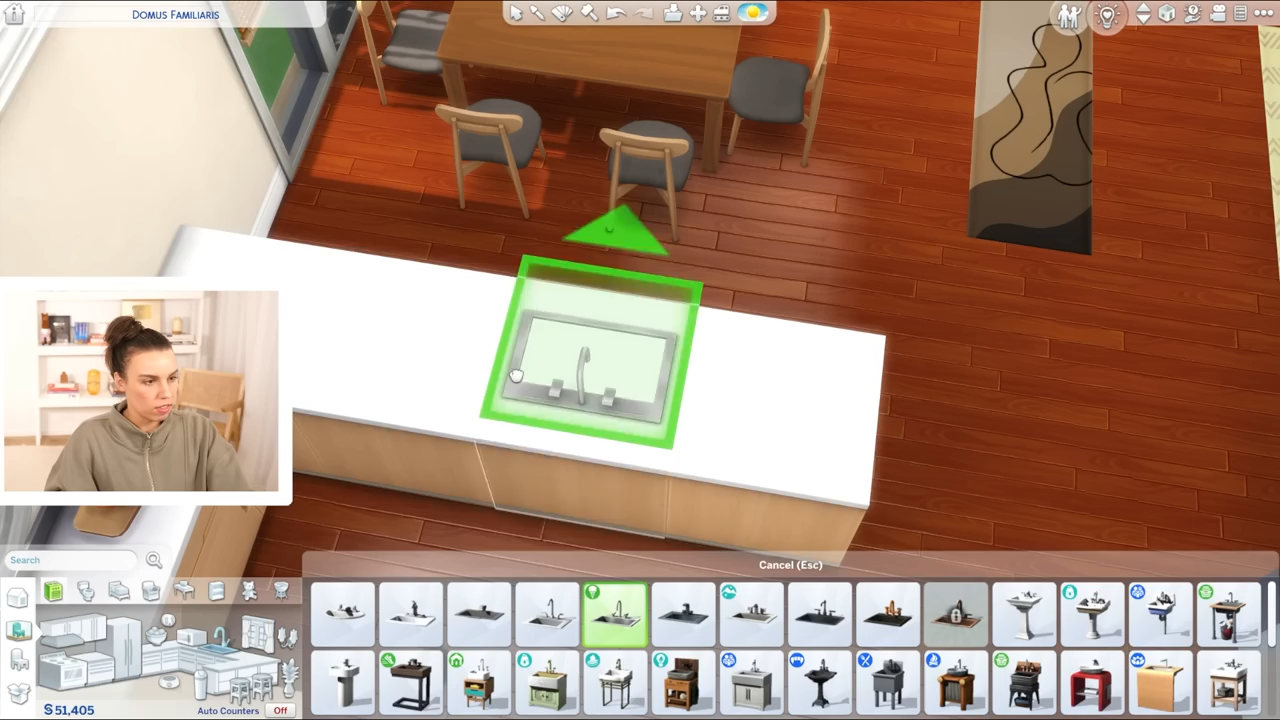 Domus Familiaris
Cancel (Esc)
Search
§51,405
Auto Counters Off